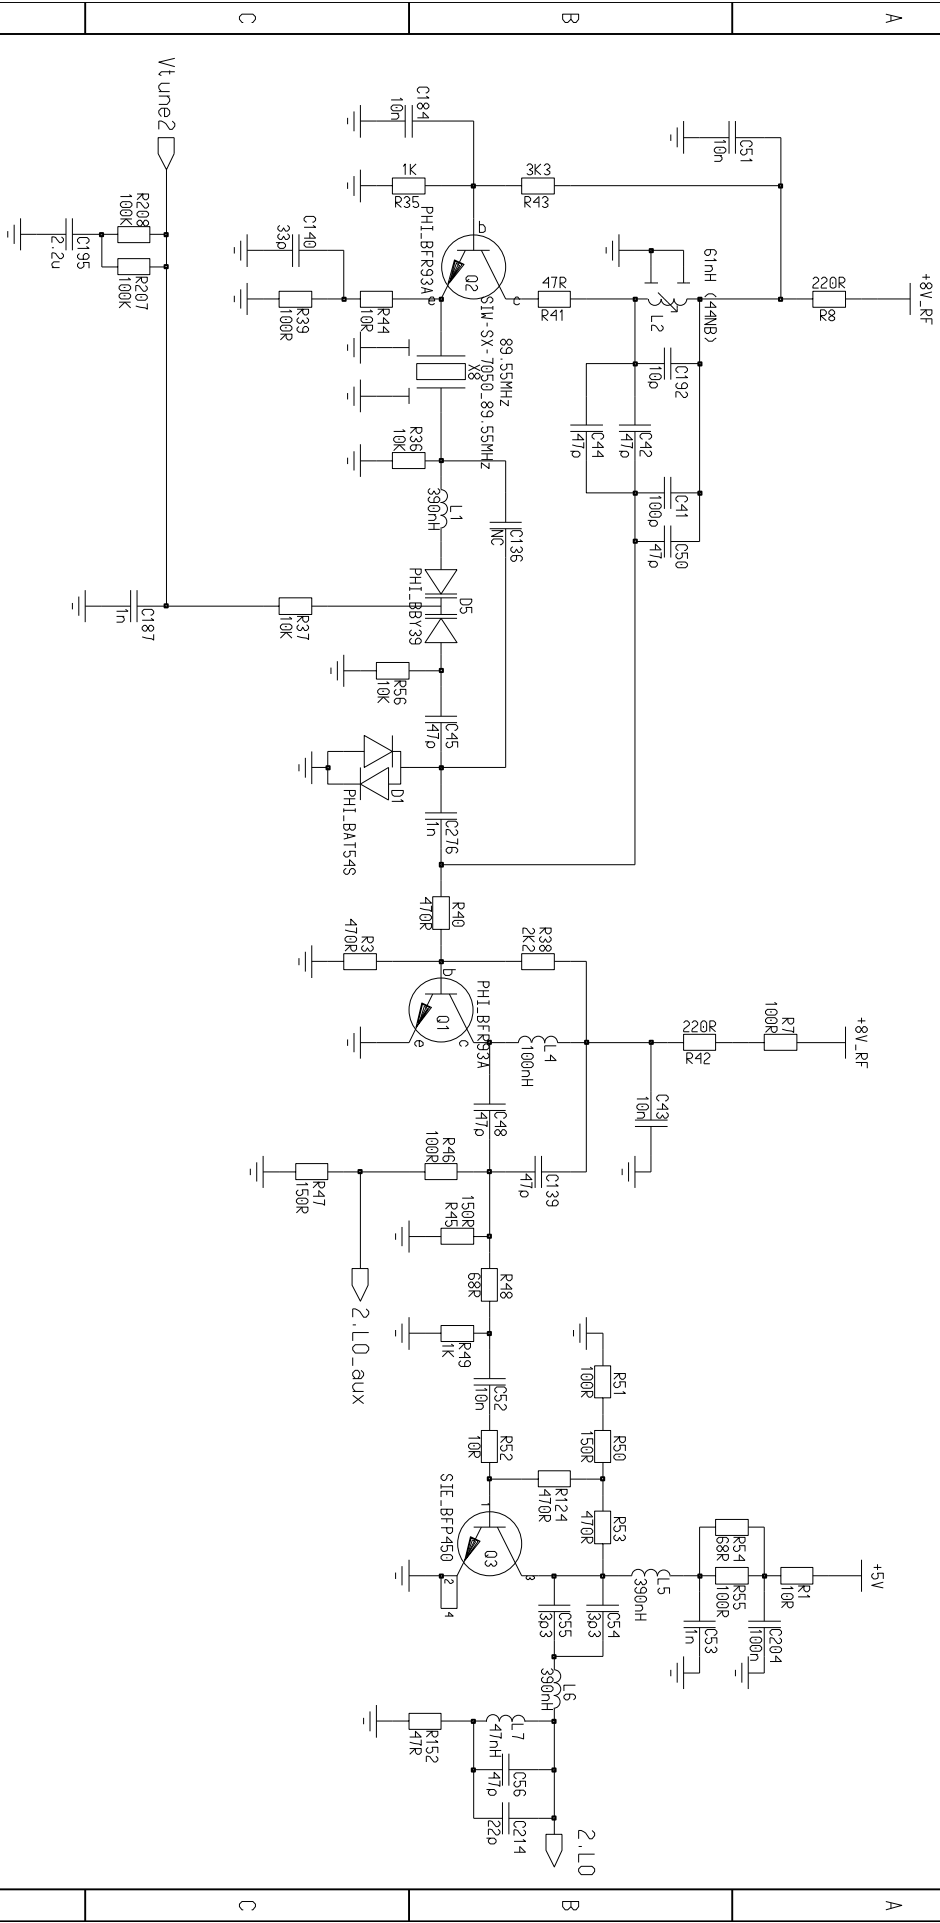 C
B
A
Vtune2
R208
100K
R207
100K
C195
2.2u
C184
10n
1K
R35
3K3
R43
C51
10n
C140
33p
R39
100R
R44
10R
PHI_BFR93A
b
e
c
Q2
47R
R41
61nH (44NB)
L2
220R
R8
+8V_RF
89.55MHz
SIW-SX-7050_89.55MHz
X8
C192
10p
C42
47p
C44
47p
C41
100p
C50
47p
R36
10K
L1
390nH
C136
NC
PHI_BBY39
D5
C187
1n
R37
10K
R56
10K
C45
47p
D1
PHI_BAT54S
C276
1n
R40
470R
R3
470R
R38
2K2
b
e
c
Q1
PHI_BFR93A
L4
100nH
220R
R42
R7
100R
+8V_RF
C43
10n
C48
47p
C139
47p
R46
100R
R47
150R
150R
R45
2.LO_aux
R48
68R
R49
1K
C52
10n
R52
10R
R51
100R
R50
150R
R124
470R
R53
470R
SIE_BFP450
1
2
3
4
Q3
L5
390nH
R54
68R
R55
100R
R1
10R
+5V
C55
3p3
C54
3p3
C53
1n
C204
100n
L6
390nH
L7
47nH
R152
47R
C56
47p
C214
22p
2.LO
C
B
A